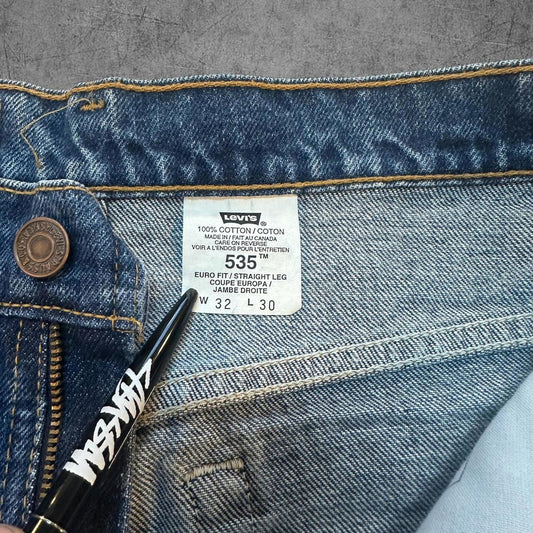 LEVI'S ®
100% COTTON / COTON
MADE IN / FAIT AU CANADA
CARE ON REVERSE
VOIR A L'ENDOS POUR L'ENTRETIEN
535™
EURO FIT / STRAIGHT LEG
COUPE EUROPA /
JAMBE DROITE
W 32 L 30